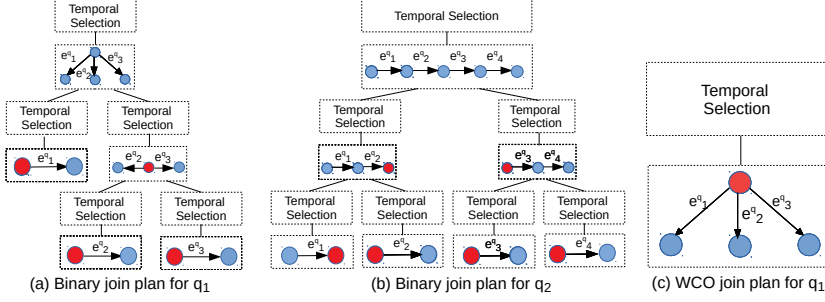 Temporal
Selection
e^q_1
e^q_2
e^q_3
Temporal
Selection
Temporal
Selection
e^q_1
e^q_2
e^q_3
Temporal
Selection
Temporal
Selection
e^q_2
e^q_3
(a) Binary join plan for q_1
Temporal Selection
e^q_1 e^q_2 e^q_3 e^q_4
Temporal
Selection
Temporal
Selection
e^q_1 e^q_2
e^q_3 e^q_4
Temporal
Selection
Temporal
Selection
Temporal
Selection
Temporal
Selection
e^q_1
e^q_2
e^q_3
e^q_4
(b) Binary join plan for q_2
Temporal
Selection
e^q_1
e^q_2
e^q_3
(c) WCO join plan for q_1